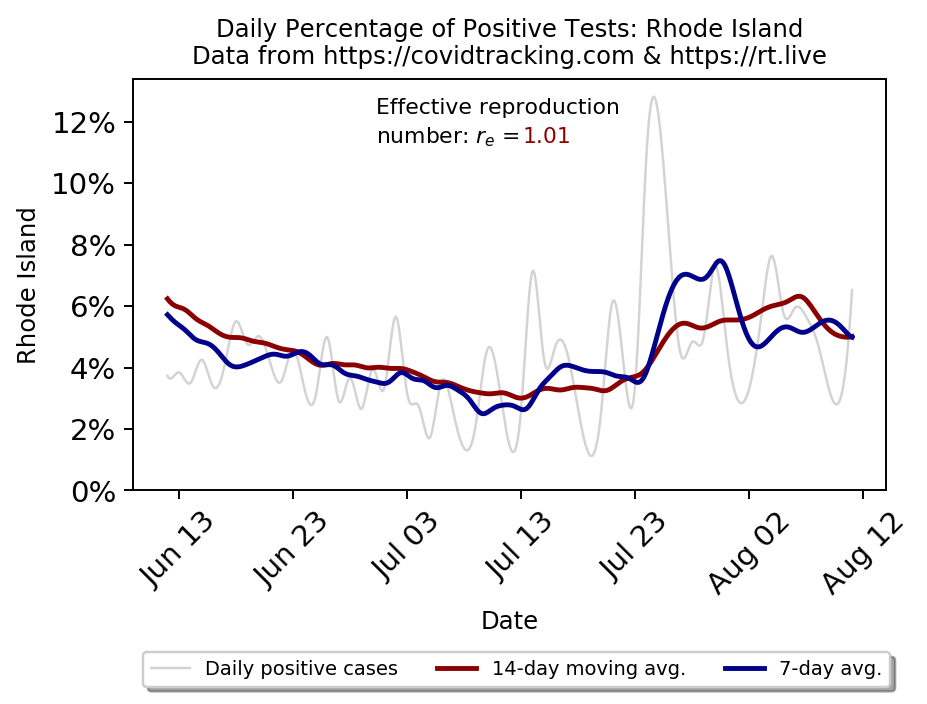 Daily Percentage of Positive Tests: Rhode Island
Data from https://covidtracking.com & https://rt.live
Effective reproduction
number: rₑ =1.01
12%
10%
8%
6%
4%
2%
0%
Rhode Island
Jun 13
Jun 23
Jul 03
Jul 13
Jul 23
Aug 02
Aug 12
Date
Daily positive cases
14-day moving avg.
7-day avg.